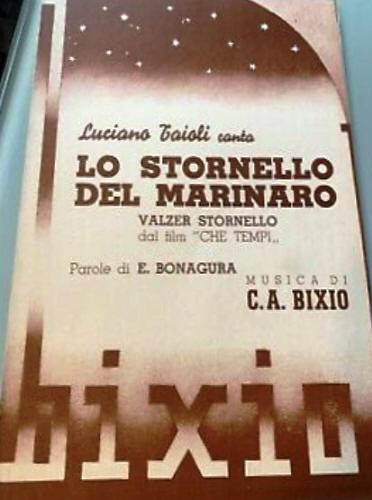 bixio
Luciano Taioli canta
LO STORNELLO
DEL MARINARO
VALZER STORNELLO
dal film "CHE TEMPI„
Parole di E. BONAGURA
MUSICA DI
C.A. BIXIO
bixio